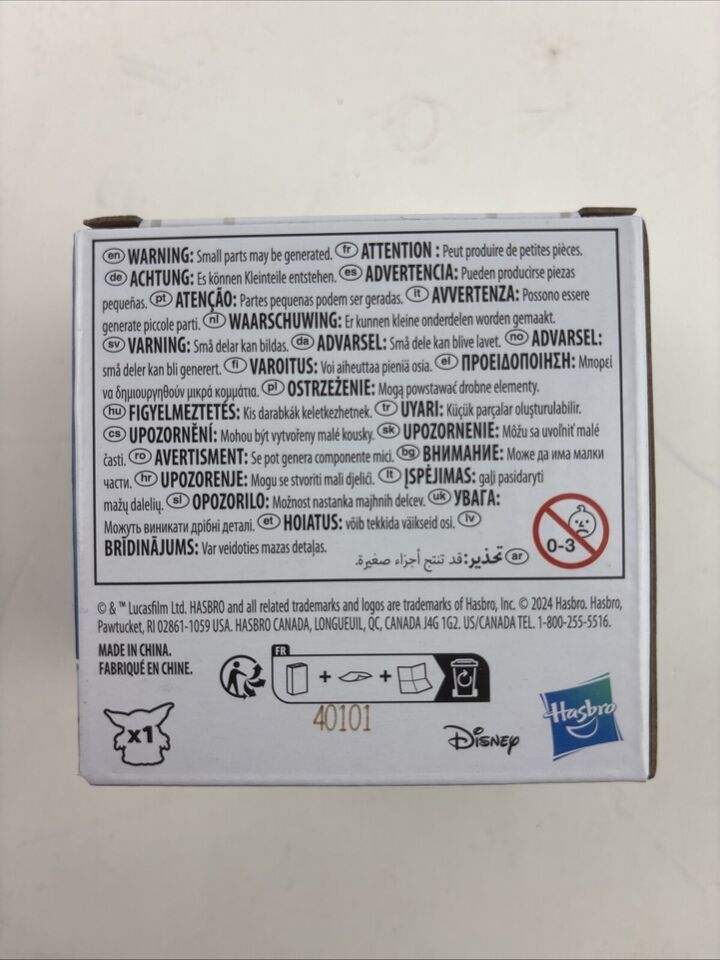 en WARNING: Small parts may be generated. fr ATTENTION : Peut produire de petites pièces.
de ACHTUNG: Es können Kleinteile entstehen. es ADVERTENCIA: Pueden producirse piezas
pequeñas. pt ATENÇÃO: Partes pequenas podem ser geradas. it AVVERTENZA: Possono essere
generate piccole parti. nl WAARSCHUWING: Er kunnen kleine onderdelen worden gemaakt.
sv VARNING: Små delar kan bildas. da ADVARSEL: Små dele kan blive lavet. no ADVARSEL:
små deler kan bli generert. fi VAROITUS: Voi aiheuttaa pieniä osia. el ΠΡΟΕΙΔΟΠΟΙΗΣΗ: Μπορεί
να δημιουργηθούν μικρά κομμάτια. pl OSTRZEŻENIE: Mogą powstawać drobne elementy.
hu FIGYELMEZTETÉS: Kis darabkák keletkezhetnek. tr UYARI: Küçük parçalar oluşturulabilir.
cs UPOZORNĚNÍ: Mohou být vytvořeny malé kousky. sk UPOZORNENIE: Môžu sa uvoľniť malé
časti. ro AVERTISMENT: Se pot genera componente mici. bg ВНИМАНИЕ: Може да има малки
части. hr UPOZORENJE: Mogu se stvoriti mali djelići. lt ĮSPĖJIMAS: gali pasidaryti
mažų dalelių. sl OPOZORILO: Možnost nastanka majhnih delcev. uk УВАГА:
Можуть виникати дрібні деталі. et HOIATUS: võib tekkida väikseid osi. lv
BRĪDINĀJUMS: Var veidoties mazas detaļas.
ar تحذير: قد تنتج أجزاء صغيرة.
0-3
© & ™ Lucasfilm Ltd. HASBRO and all related trademarks and logos are trademarks of Hasbro, Inc. © 2024 Hasbro. Hasbro,
Pawtucket, RI 02861-1059 USA. HASBRO CANADA, LONGUEUIL, QC, CANADA J4G 1G2. US/CANADA TEL. 1-800-255-5516.
MADE IN CHINA.
FABRIQUÉ EN CHINE.
FR
+ +
x1
40101
Disney
Hasbro